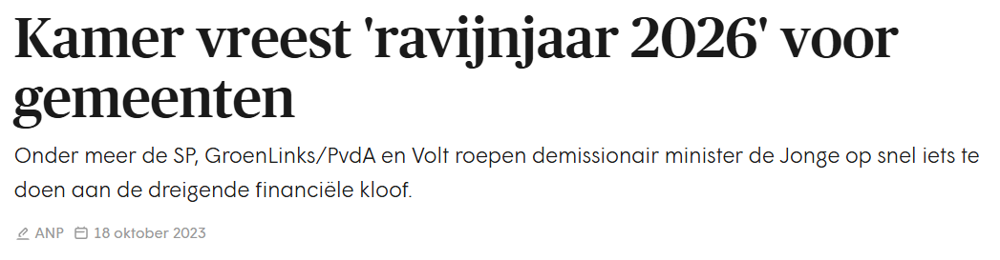 Kamer vreest 'ravijnjaar 2026' voor
gemeenten
Onder meer de SP, GroenLinks/PvdA en Volt roepen demissionair minister de Jonge op snel iets te
doen aan de dreigende financiële kloof.
ANP 18 oktober 2023